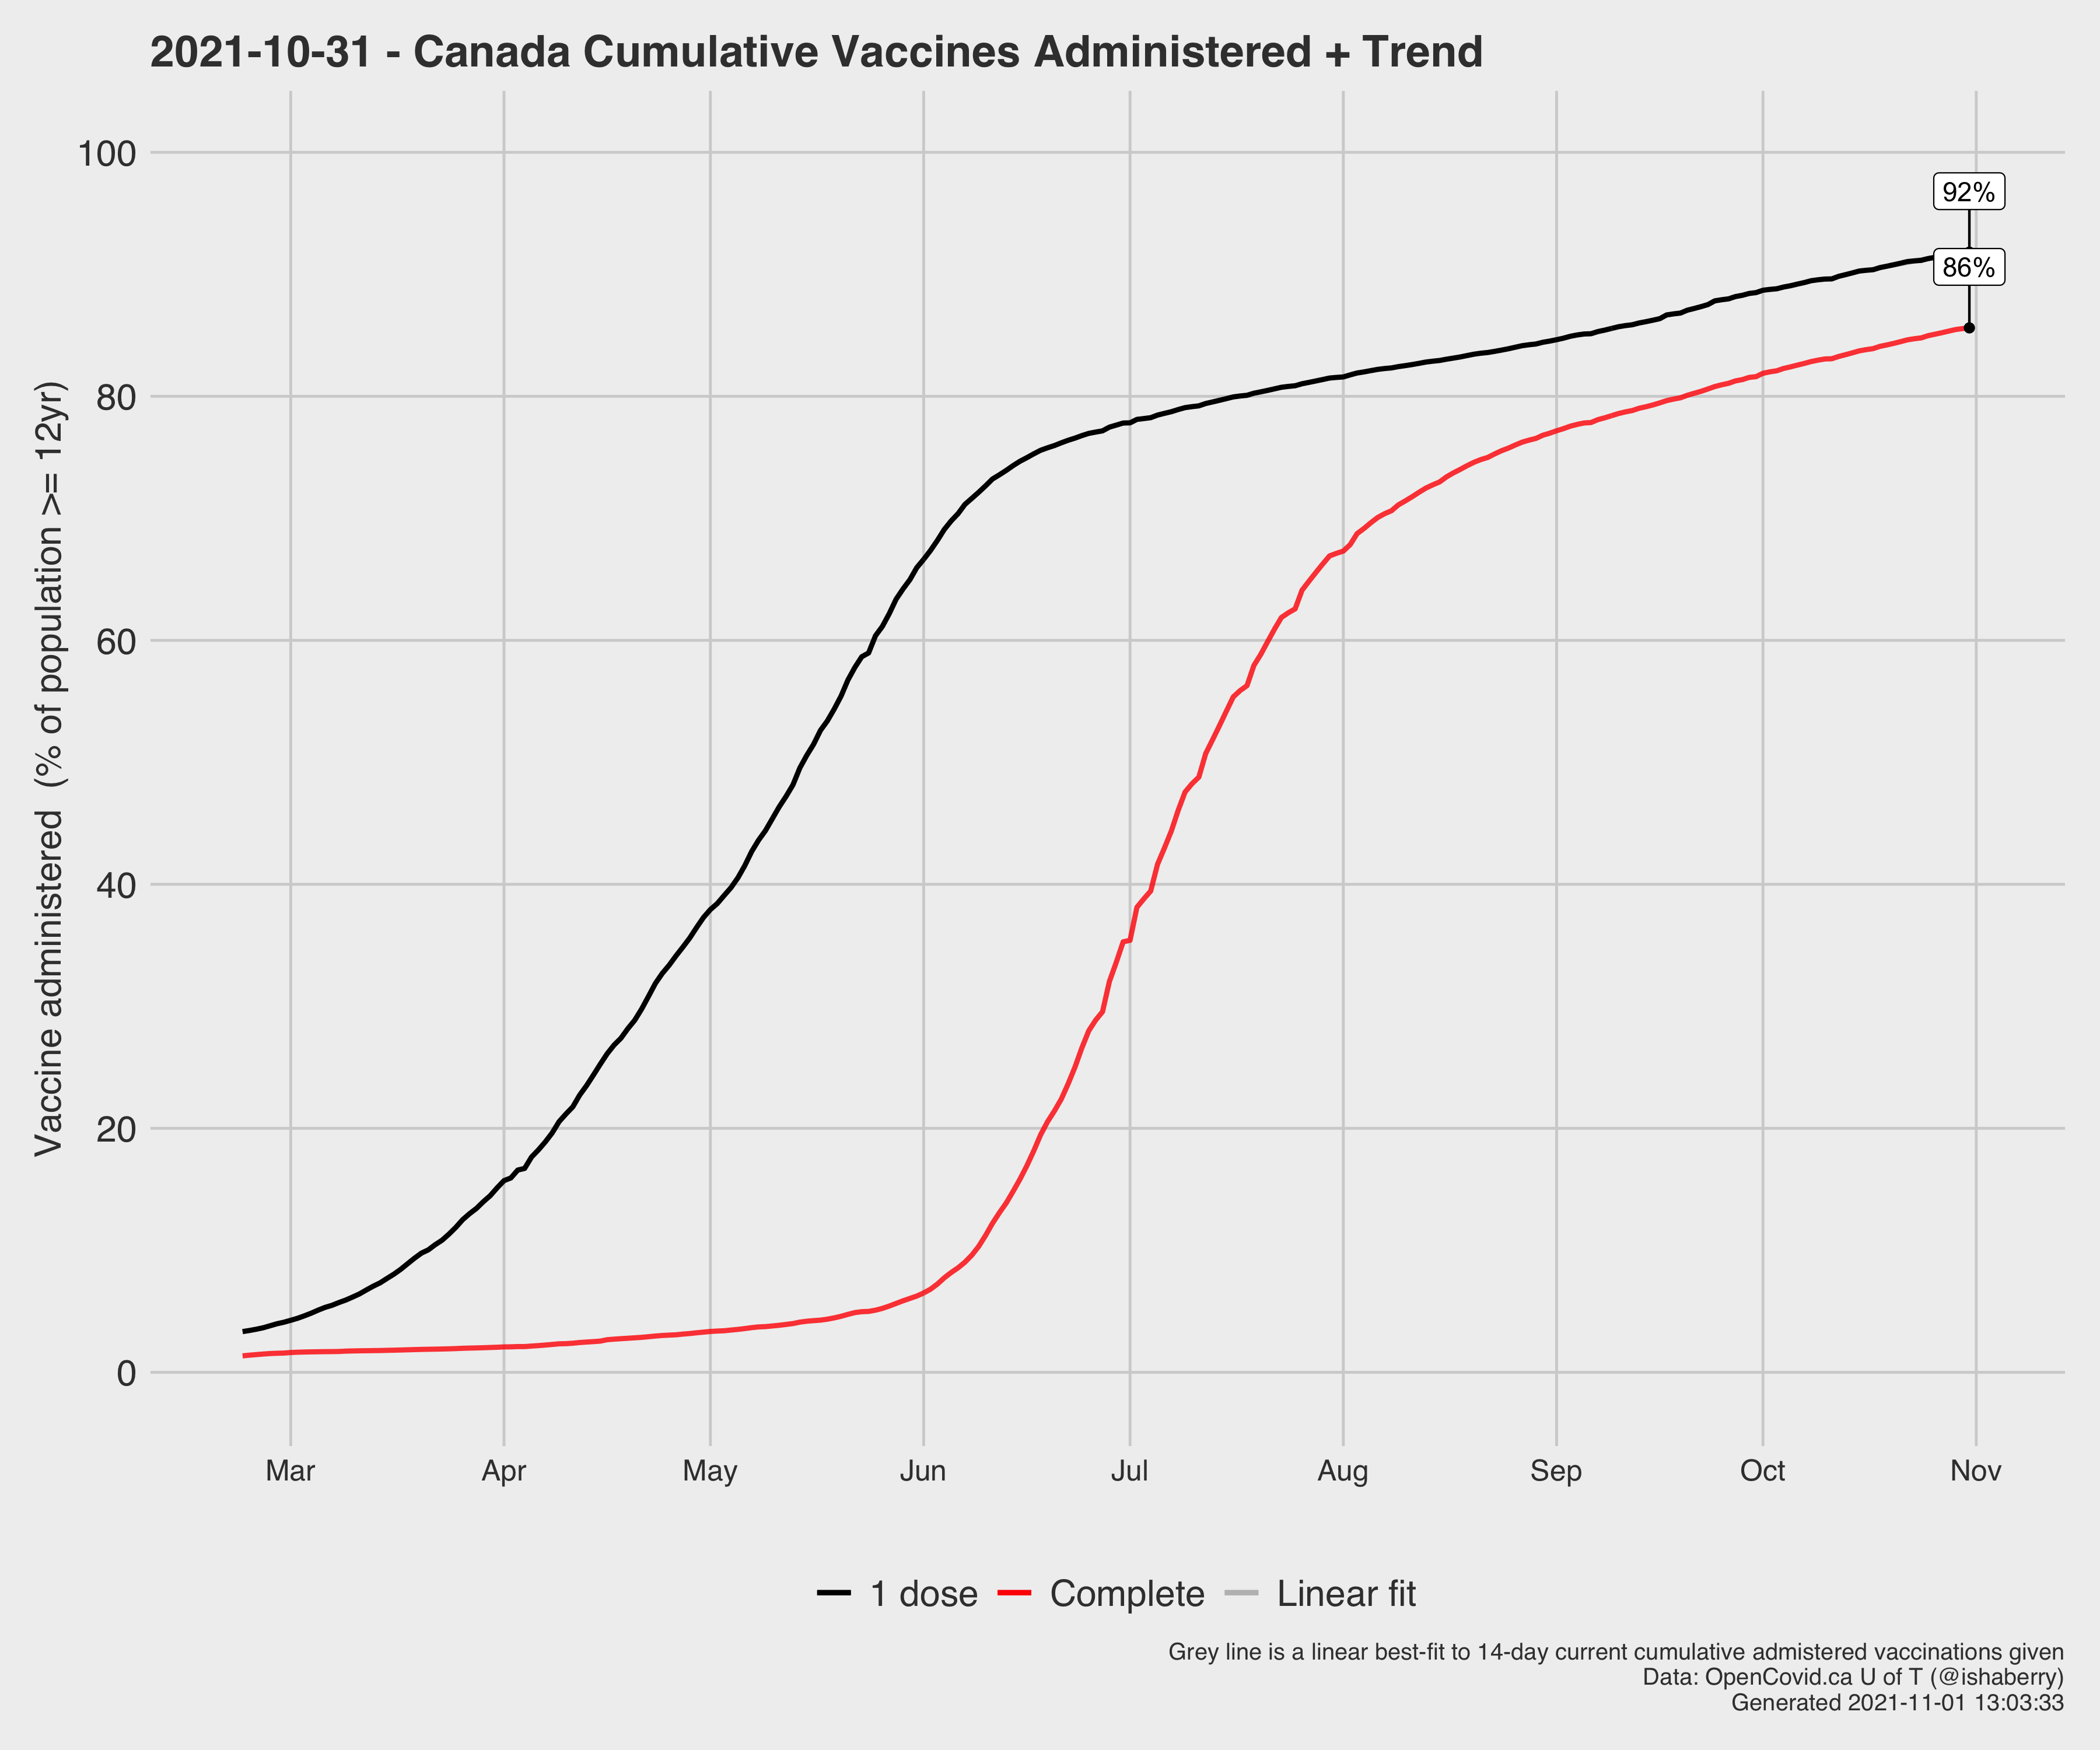 2021-10-31 - Canada Cumulative Vaccines Administered + Trend
Vaccine administered (% of population >= 12yr)
100
80
60
40
20
0
92%
86%
Mar Apr May Jun Jul Aug Sep Oct Nov
1 dose Complete Linear fit
Grey line is a linear best-fit to 14-day current cumulative admistered vaccinations given
Data: OpenCovid.ca U of T (@ishaberry)
Generated 2021-11-01 13:03:33